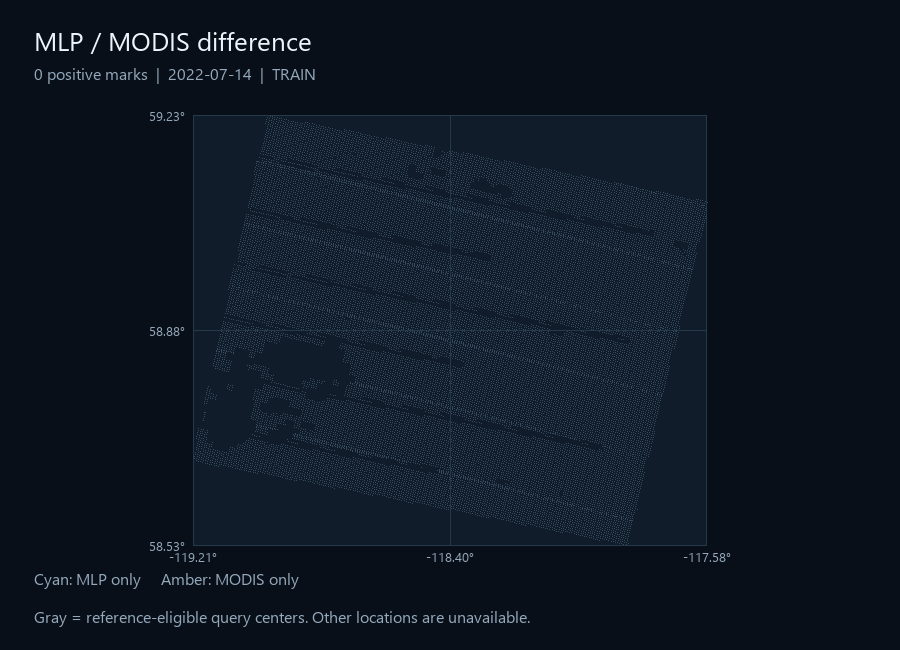 MLP / MODIS difference
0 positive marks | 2022-07-14 | TRAIN
59.23°
58.88°
58.53°
-119.21° -118.40° -117.58°
Cyan: MLP only Amber: MODIS only
Gray = reference-eligible query centers. Other locations are unavailable.